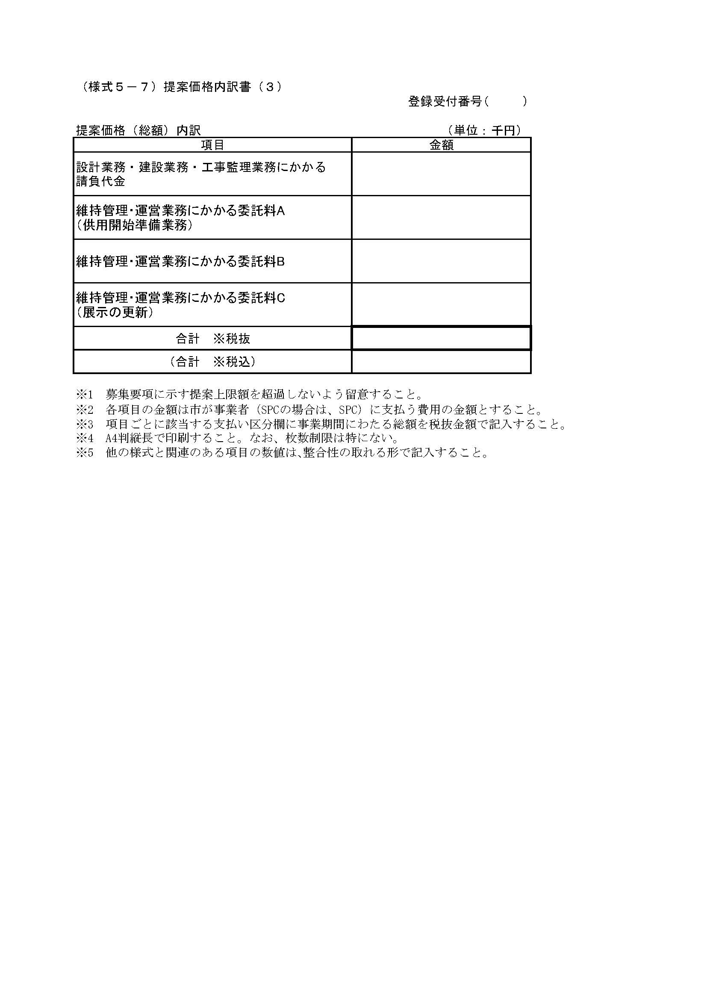 （様式５－７）提案価格内訳書（３）
登録受付番号(　　　)
提案価格（総額）内訳　（単位：千円）
項目　金額
設計業務・建設業務・工事監理業務にかかる
請負代金
維持管理・運営業務にかかる委託料A
（供用開始準備業務）
維持管理・運営業務にかかる委託料B
維持管理・運営業務にかかる委託料C
（展示の更新）
合計　※税抜
（合計　※税込）
※1　募集要項に示す提案上限額を超過しないよう留意すること。
※2　各項目の金額は市が事業者（SPCの場合は、SPC）に支払う費用の金額とすること。
※3　項目ごとに該当する支払い区分欄に事業期間にわたる総額を税抜金額で記入すること。
※4　A4判縦長で印刷すること。なお、枚数制限は特にない。
※5　他の様式と関連のある項目の数値は、整合性の取れる形で記入すること。